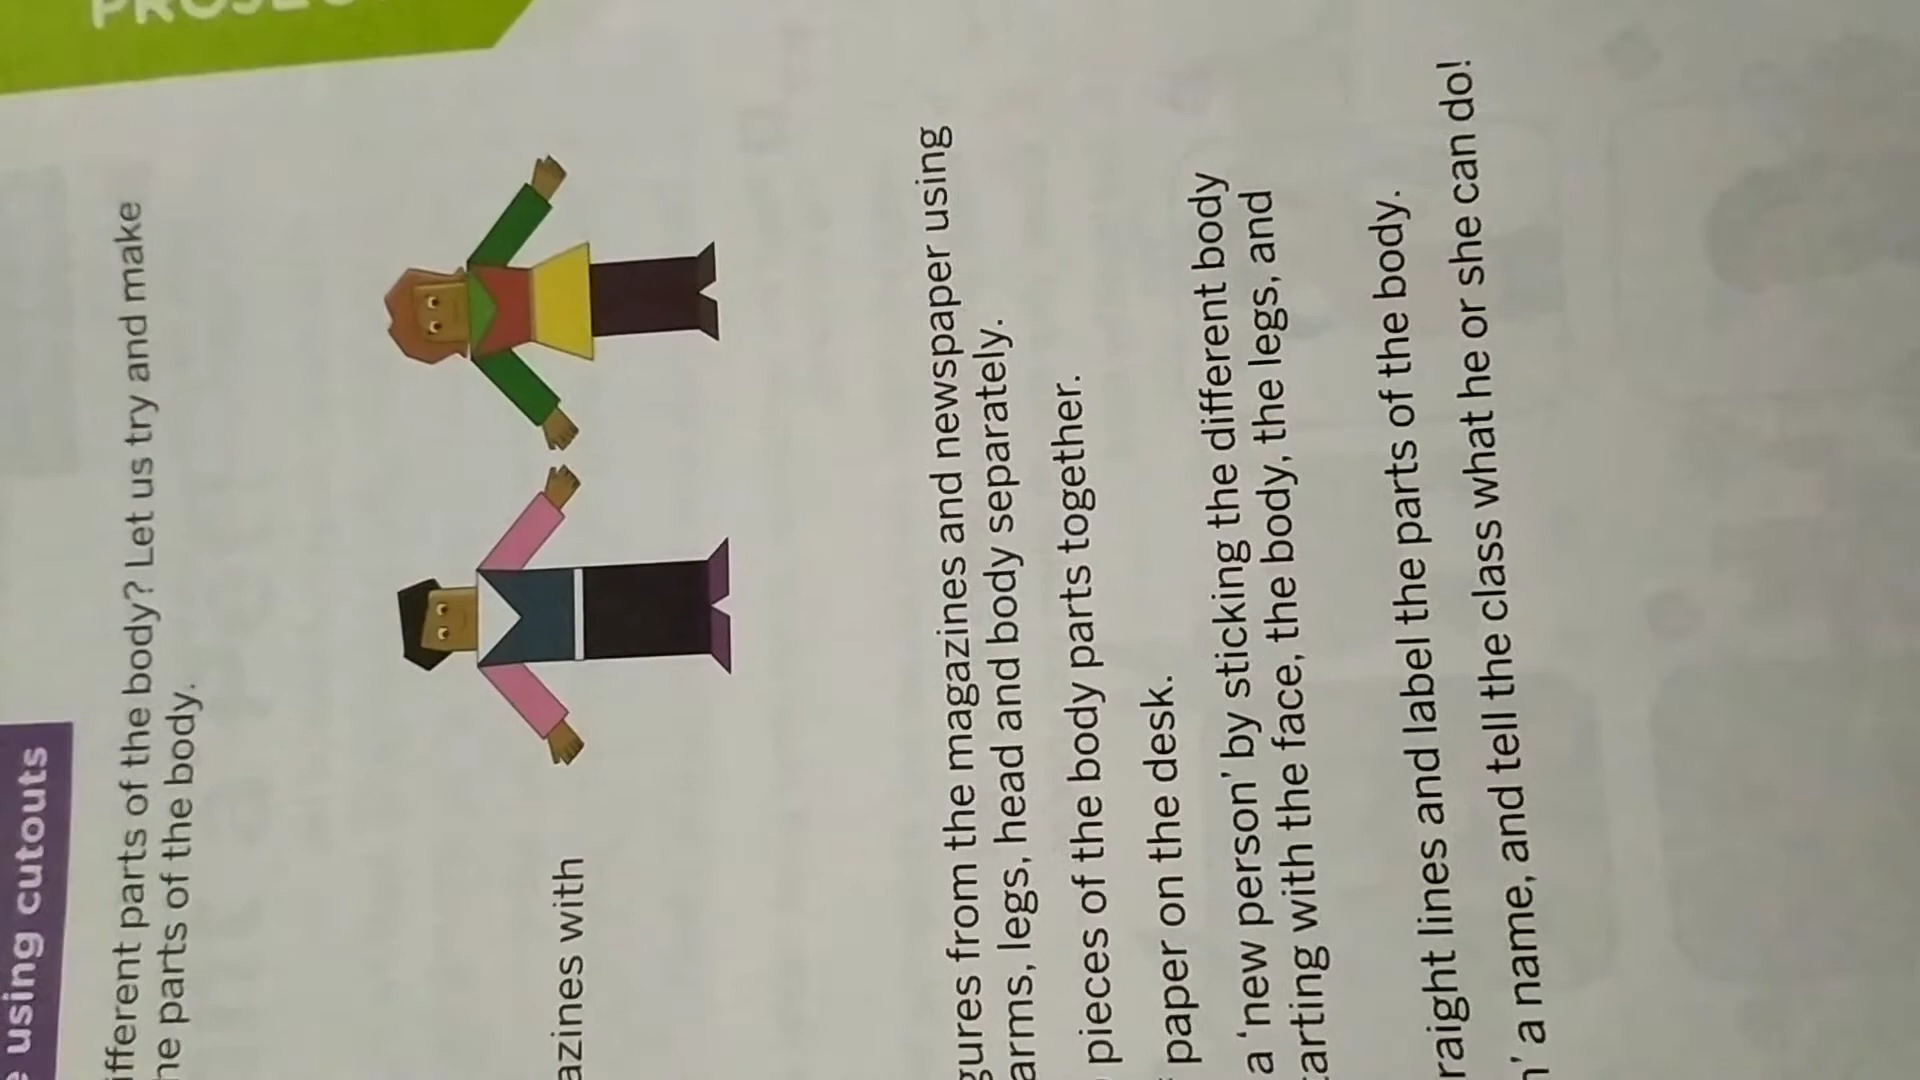 using cutouts
ifferent parts of the body? Let us try and make
he parts of the body.
azines with
gures from the magazines and newspaper using
arms, legs, head and body separately.
pieces of the body parts together.
paper on the desk.
a ‘new person’ by sticking the different body
arting with the face, the body, the legs, and
raight lines and label the parts of the body.
n’ a name, and tell the class what he or she can do!